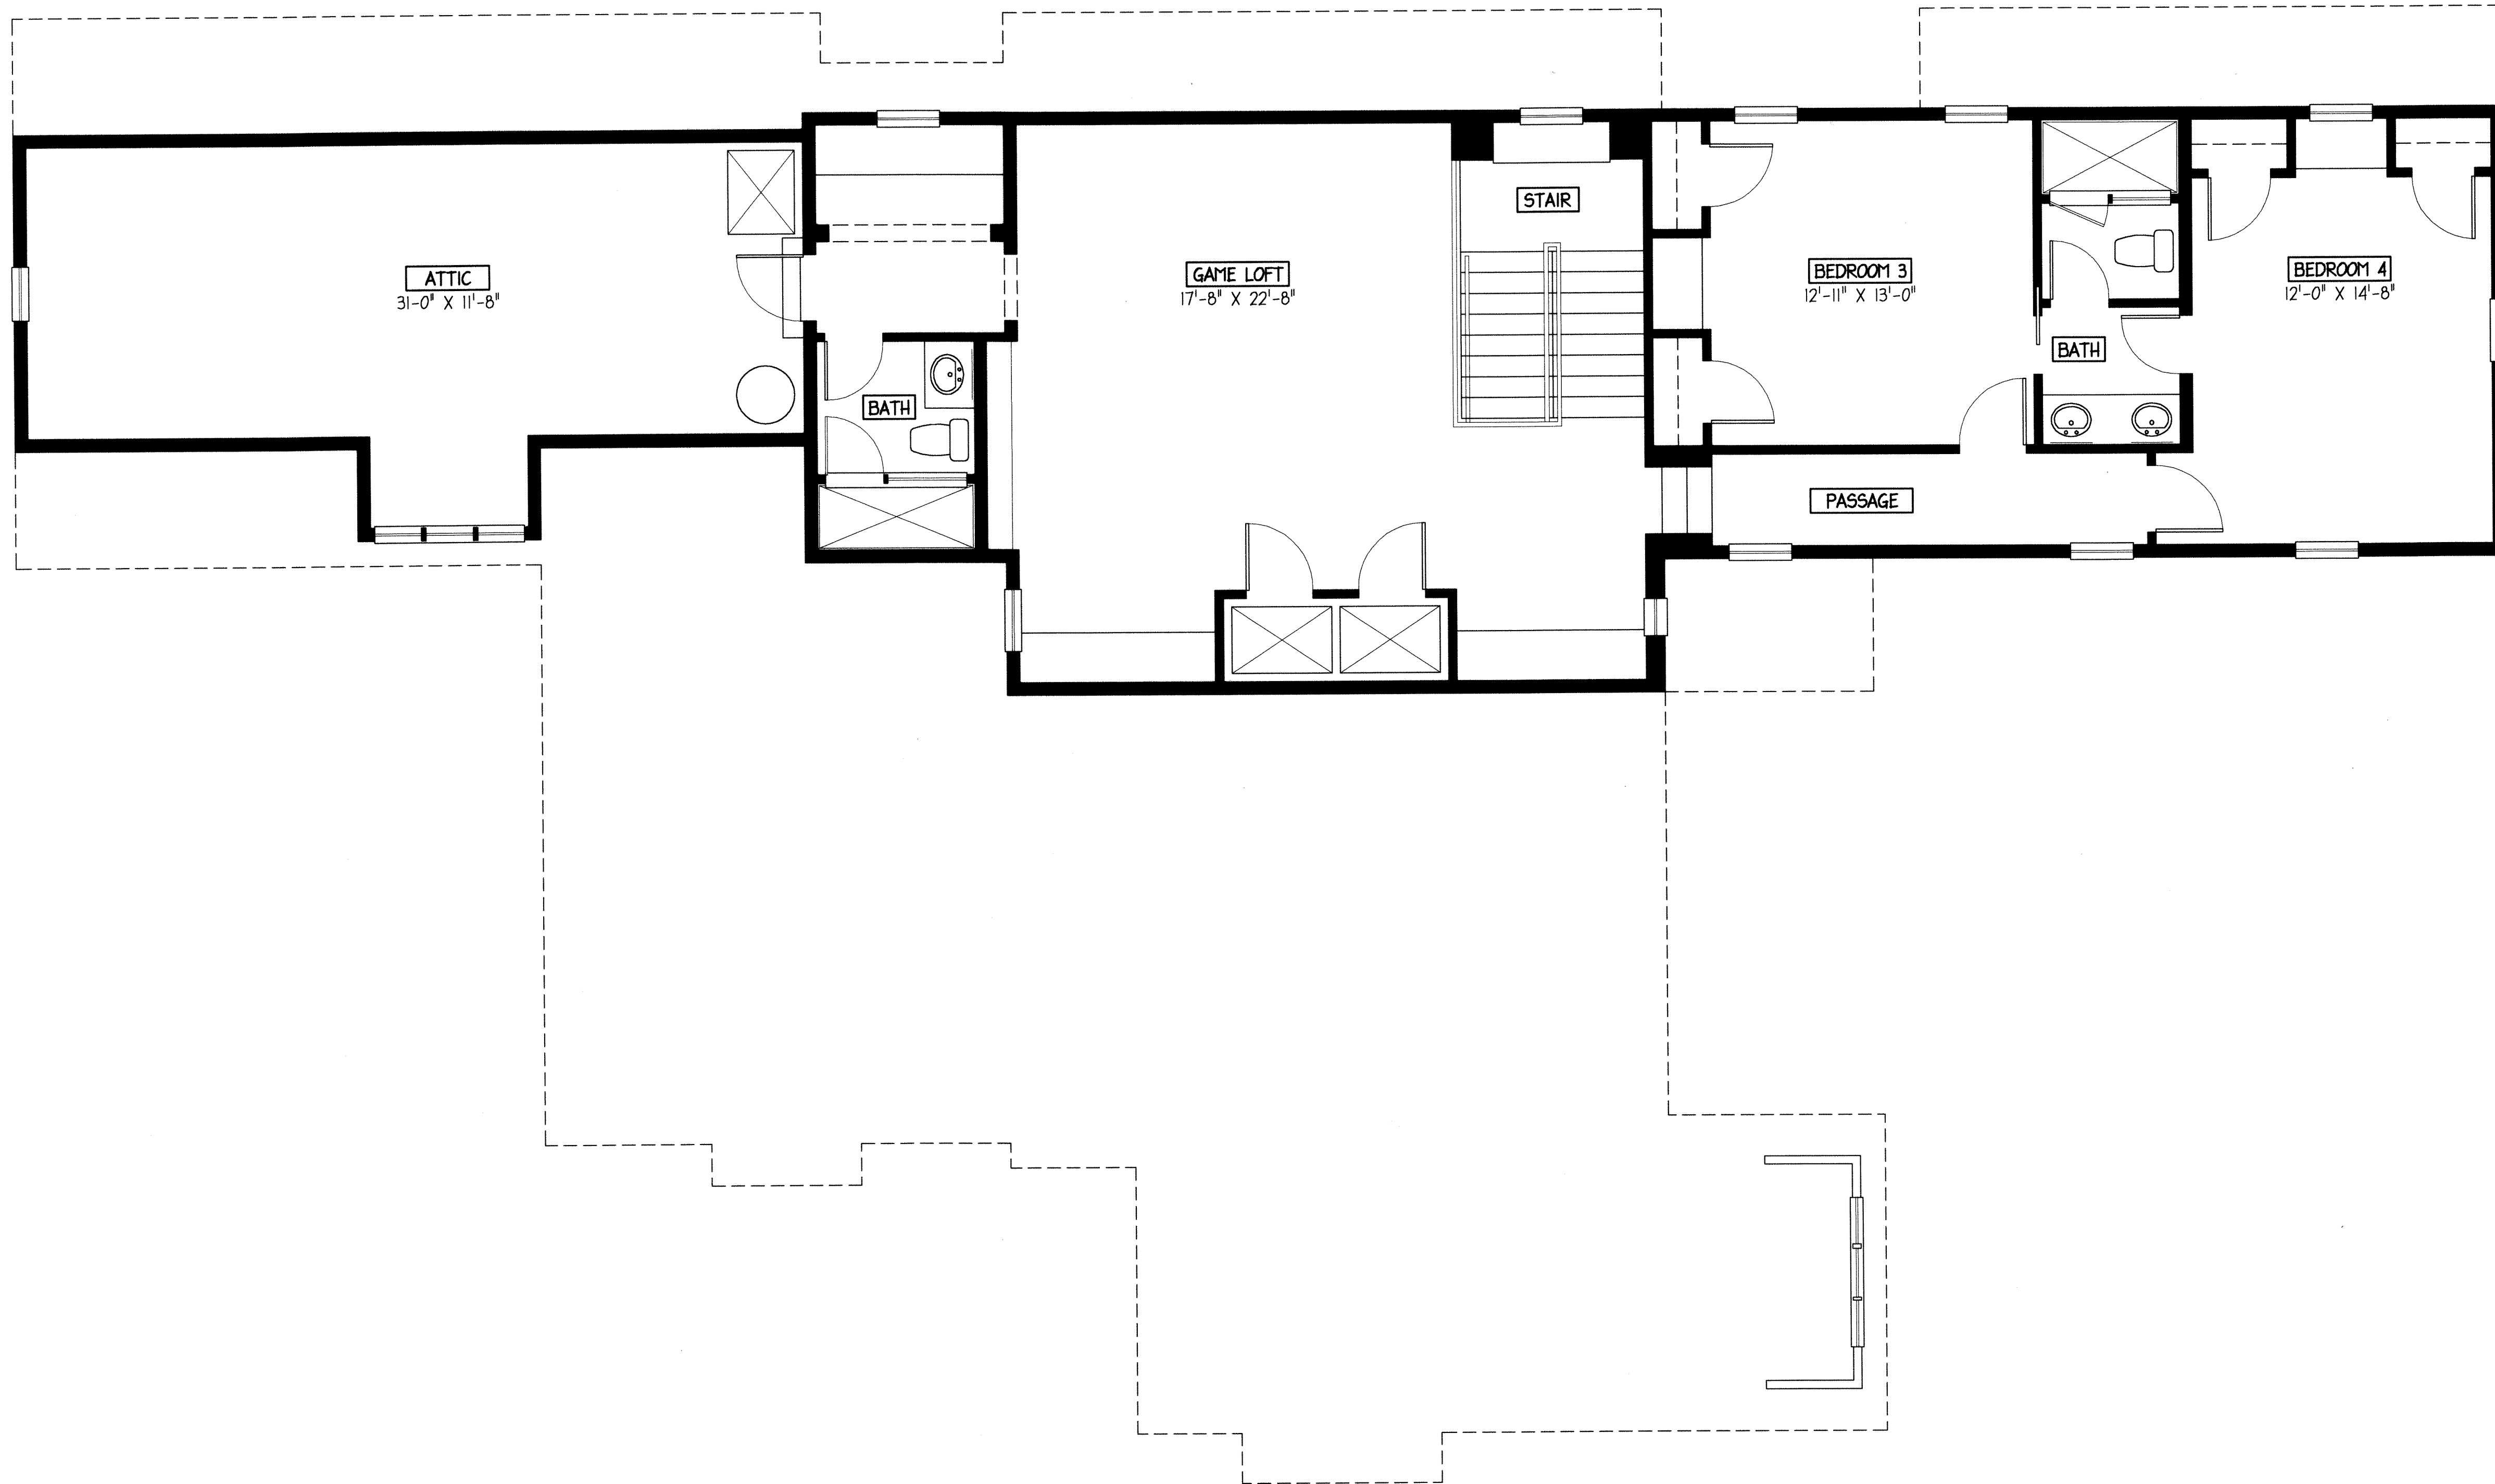 ATTIC
31-0" X 11'-8"
GAME LOFT
17'-8" X 22'-8"
STAIR
BEDROOM 3
12'-11" X 13'-0"
BEDROOM 4
12'-0" X 14'-8"
BATH
BATH
PASSAGE